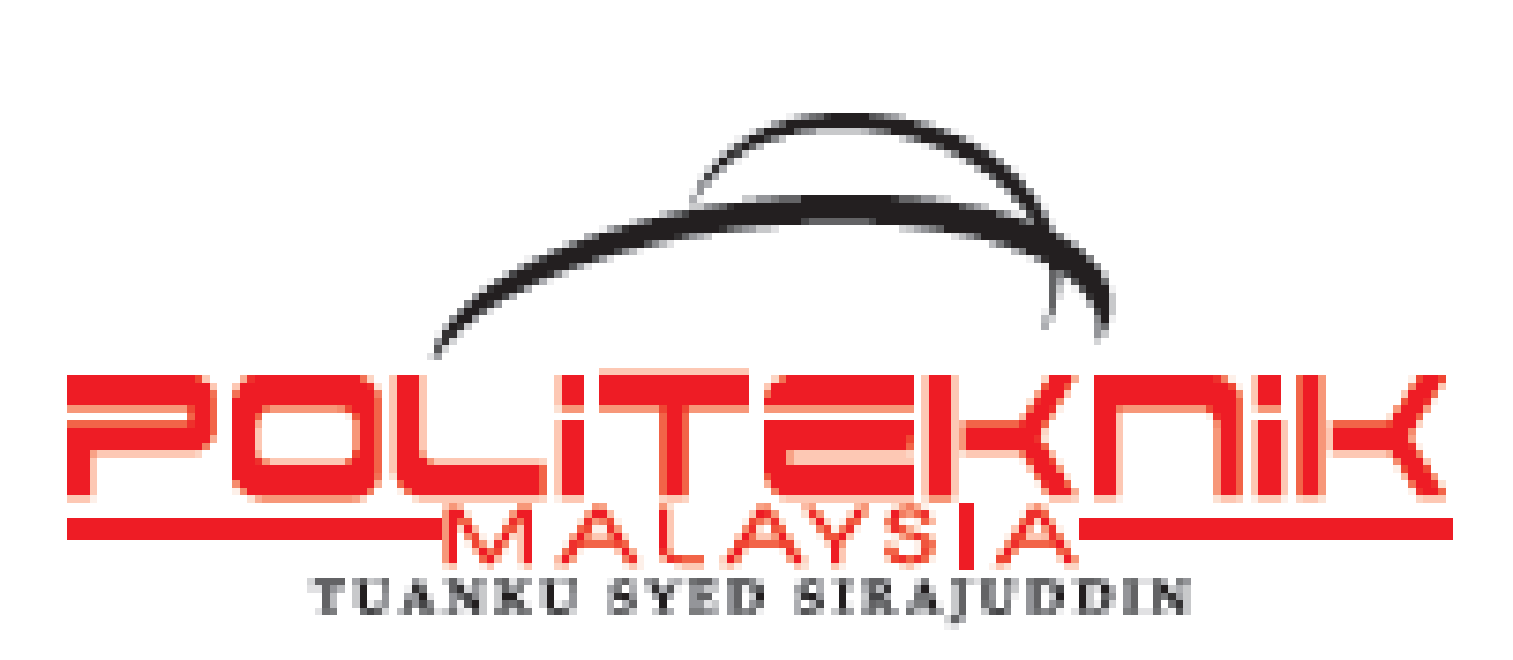 POLiTEKNiK
MALAYSIA
TUANKU SYED SIRAJUDDIN